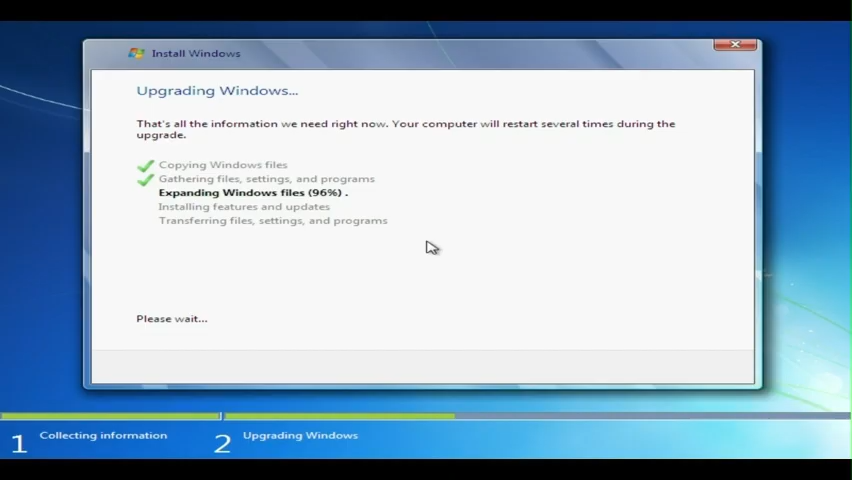 Install Windows
Upgrading Windows...
That's all the information we need right now. Your computer will restart several times during the
upgrade.
Copying Windows files
Gathering files, settings, and programs
Expanding Windows files (96%) .
Installing features and updates
Transferring files, settings, and programs
Please wait...
1 Collecting information
2 Upgrading Windows